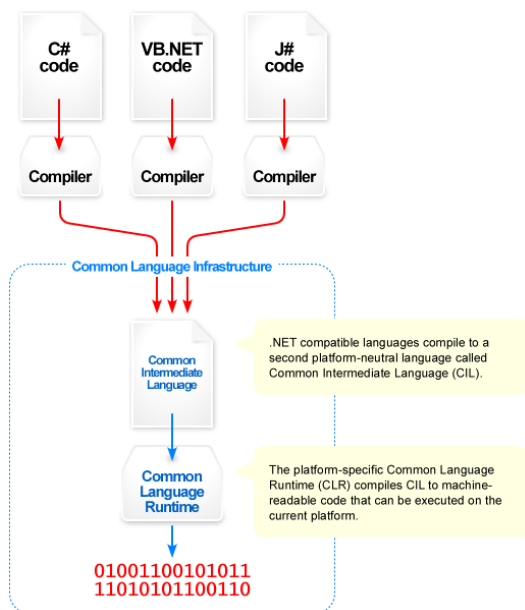 C#
code
VB.NET
code
J#
code
Compiler
Compiler
Compiler
Common Language Infrastructure
Common
Intermediate
Language
.NET compatible languages compile to a
second platform-neutral language called
Common Intermediate Language (CIL).
Common
Language
Runtime
The platform-specific Common Language
Runtime (CLR) compiles CIL to machine-
readable code that can be executed on the
current platform.
01001100101011
11010101100110